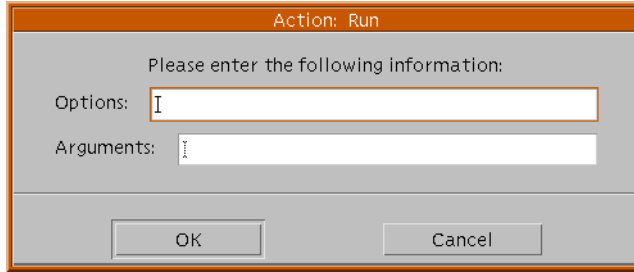 Action: Run
Please enter the following information:
Options:
Arguments:
OK
Cancel